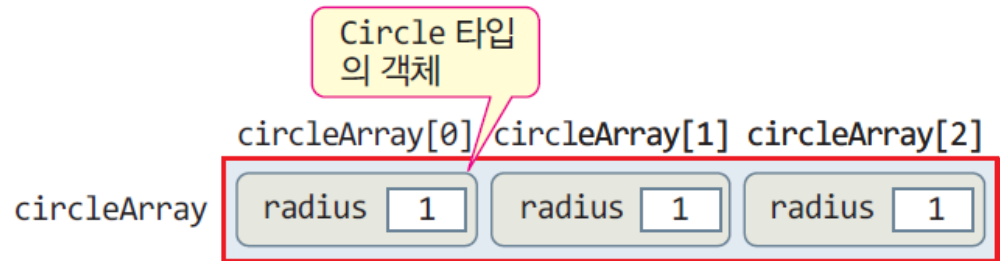 Circle 타입
의 객체
circleArray[0] circleArray[1] circleArray[2]
circleArray radius 1 radius 1 radius 1